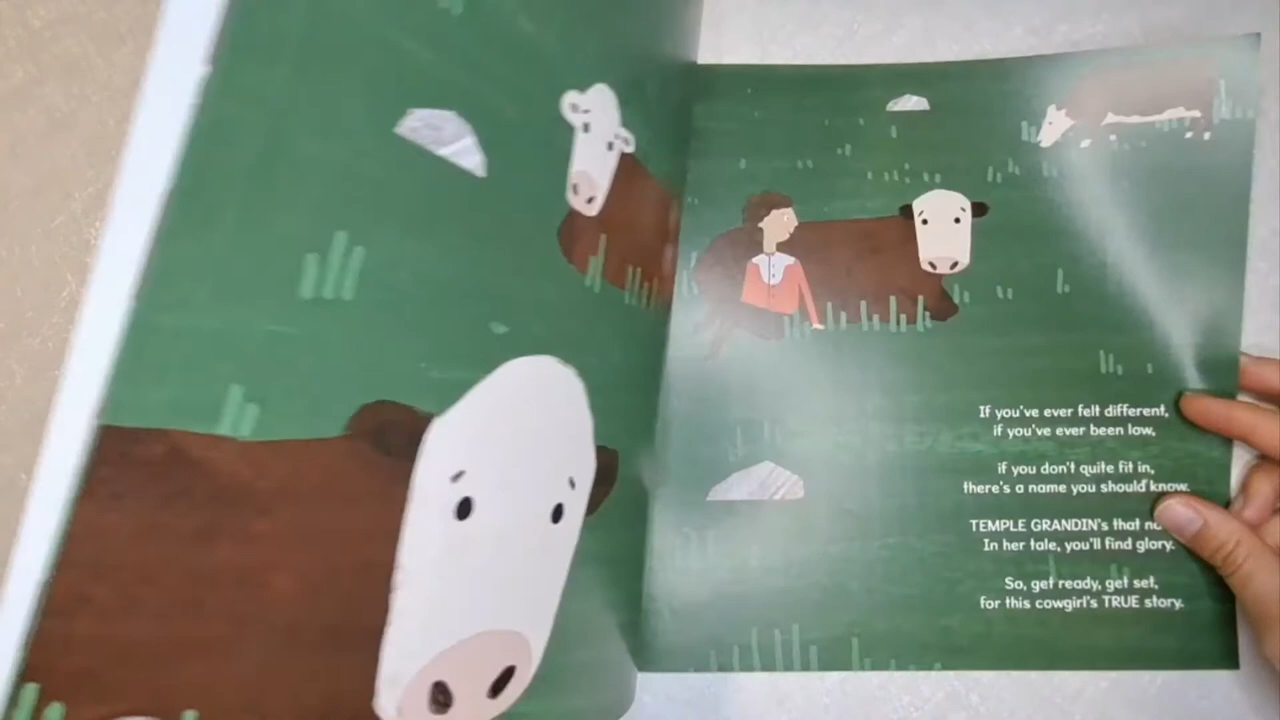 If you've ever felt different,
if you've ever been low,
if you don't quite fit in,
there's a name you should know.
TEMPLE GRANDIN's that
In her tale, you'll find glory.
So, get ready, get set,
for this cowgirl's TRUE story.